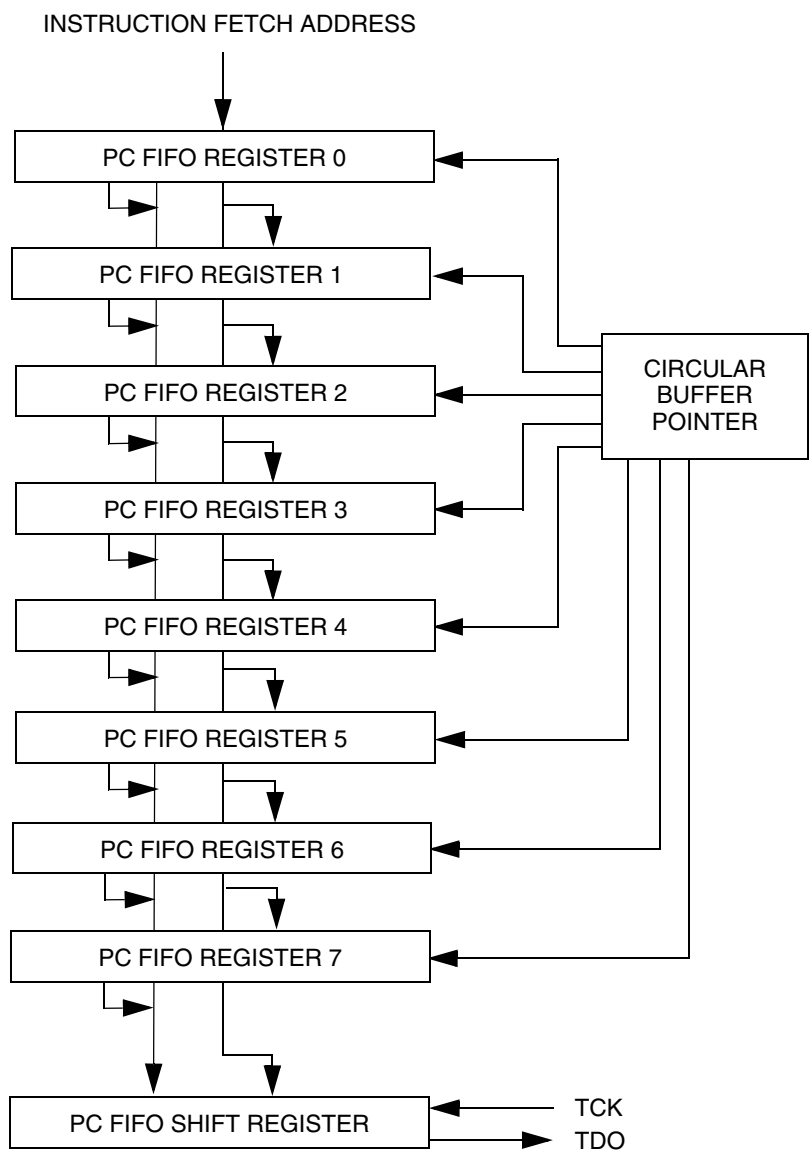 INSTRUCTION FETCH ADDRESS
PC FIFO REGISTER 0
PC FIFO REGISTER 1
PC FIFO REGISTER 2
PC FIFO REGISTER 3
PC FIFO REGISTER 4
PC FIFO REGISTER 5
PC FIFO REGISTER 6
PC FIFO REGISTER 7
PC FIFO SHIFT REGISTER
CIRCULAR
BUFFER
POINTER
TCK
TDO